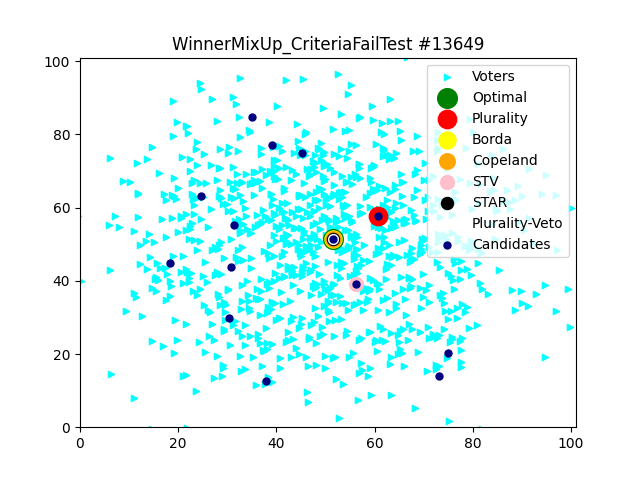 WinnerMixUp_CriteriaFailTest #13649
100
80
60
40
20
0
0
20
40
60
80
100
Voters
Optimal
Plurality
Borda
Copeland
STV
STAR
Plurality-Veto
Candidates